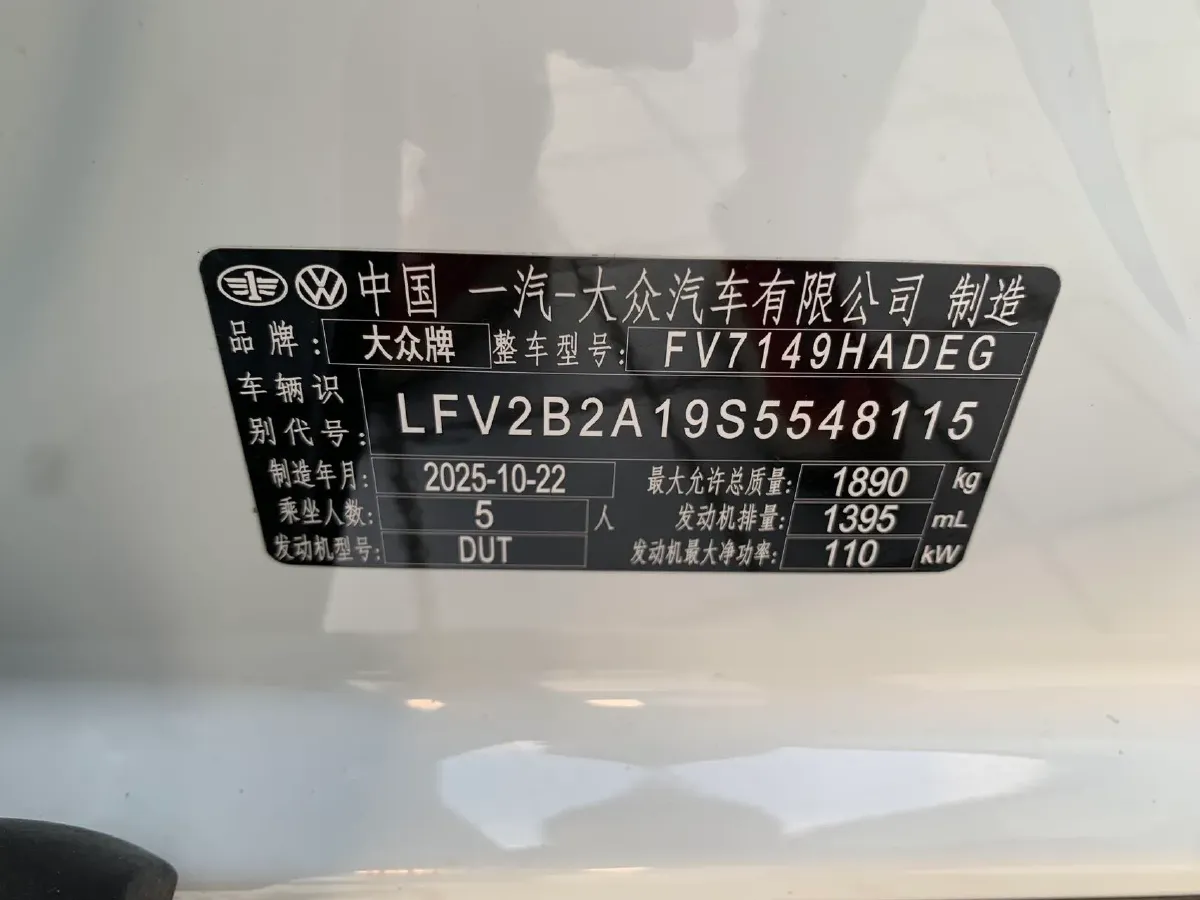 中国 一汽-大众汽车有限公司 制造
品牌: 大众牌 整车型号: FV7149HADEG
车辆识别代号: LFV2B2A19S5548115
制造年月: 2025-10-22 最大允许总质量: 1890 kg
乘坐人数: 5 人 发动机排量: 1395 mL
发动机型号: DUT 发动机最大净功率: 110 kW